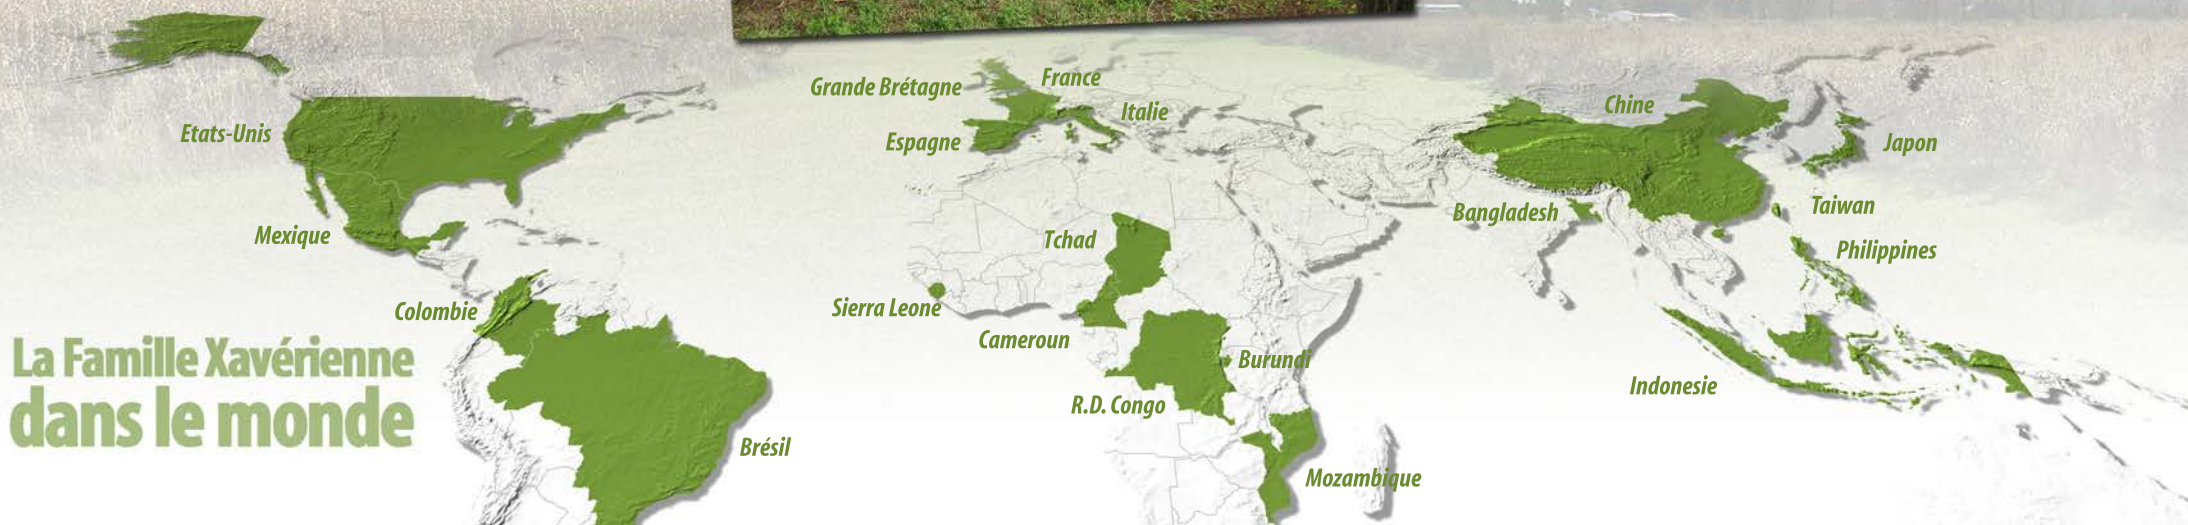 Grande Brétagne
France
Italie
Espagne
Etats-Unis
Mexique
Colombie
Brésil
Tchad
Sierra Leone
Cameroun
Burundi
R.D. Congo
Mozambique
Chine
Japon
Bangladesh
Taiwan
Philippines
Indonesie
La Famille Xavérienne
dans le monde